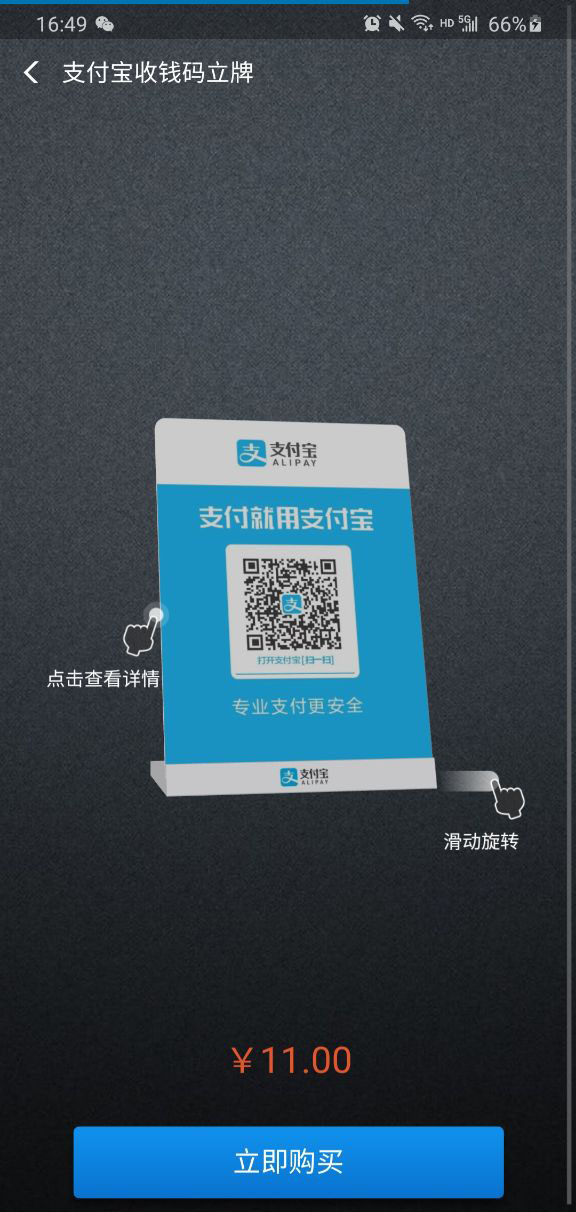 16:49 HD 5G 66%
支付宝收钱码立牌
支 支付宝
ALIPAY
支付就用支付宝
支
打开支付宝[扫一扫]
点击查看详情
专业支付更安全
支 支付宝
ALIPAY
滑动旋转
￥11.00
立即购买